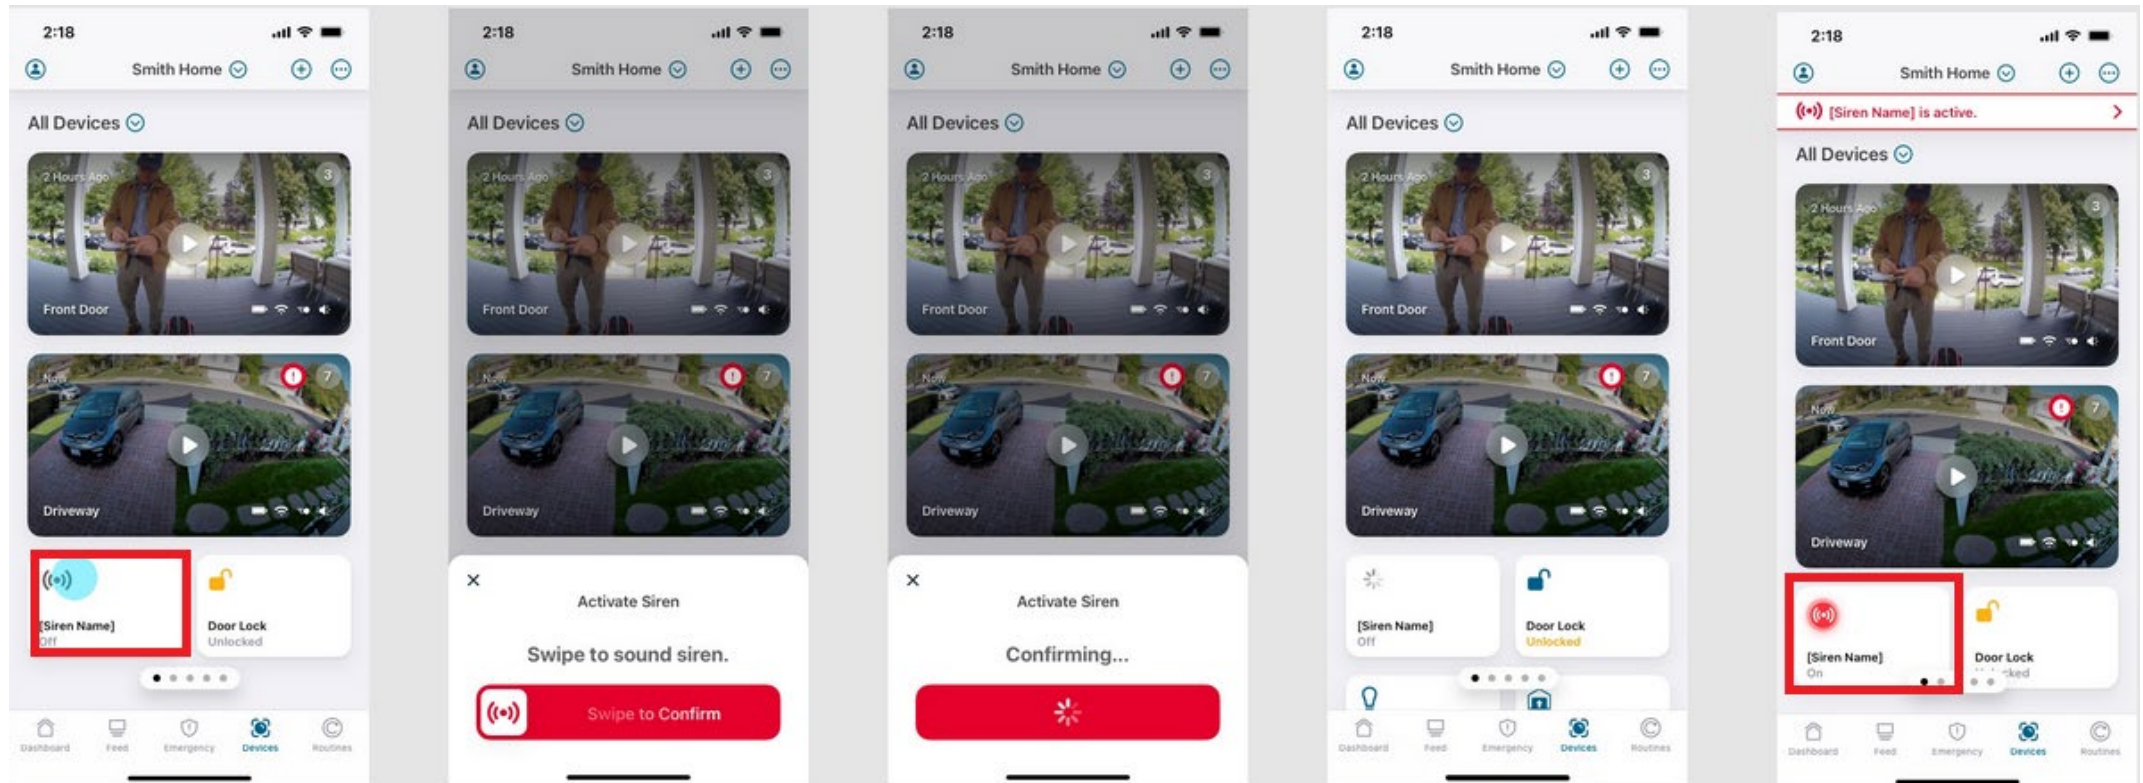 2:18
Smith Home
All Devices
2 Hours Ago
3
Front Door
Now
7
Driveway
[Siren Name]
Off
Door Lock
Unlocked
Dashboard
Feed
Emergency
Devices
Routines
2:18
Smith Home
All Devices
2 Hours Ago
3
Front Door
Now
7
Driveway
Activate Siren
Swipe to sound siren.
Swipe to Confirm
2:18
Smith Home
All Devices
2 Hours Ago
3
Front Door
Now
7
Driveway
Activate Siren
Confirming...
2:18
Smith Home
All Devices
2 Hours Ago
3
Front Door
Now
7
Driveway
[Siren Name]
Off
Door Lock
Unlocked
Dashboard
Feed
Emergency
Devices
Routines
2:18
Smith Home
[Siren Name] is active.
All Devices
2 Hours Ago
3
Front Door
Now
7
Driveway
[Siren Name]
On
Door Lock
Dashboard
Feed
Emergency
Devices
Routines